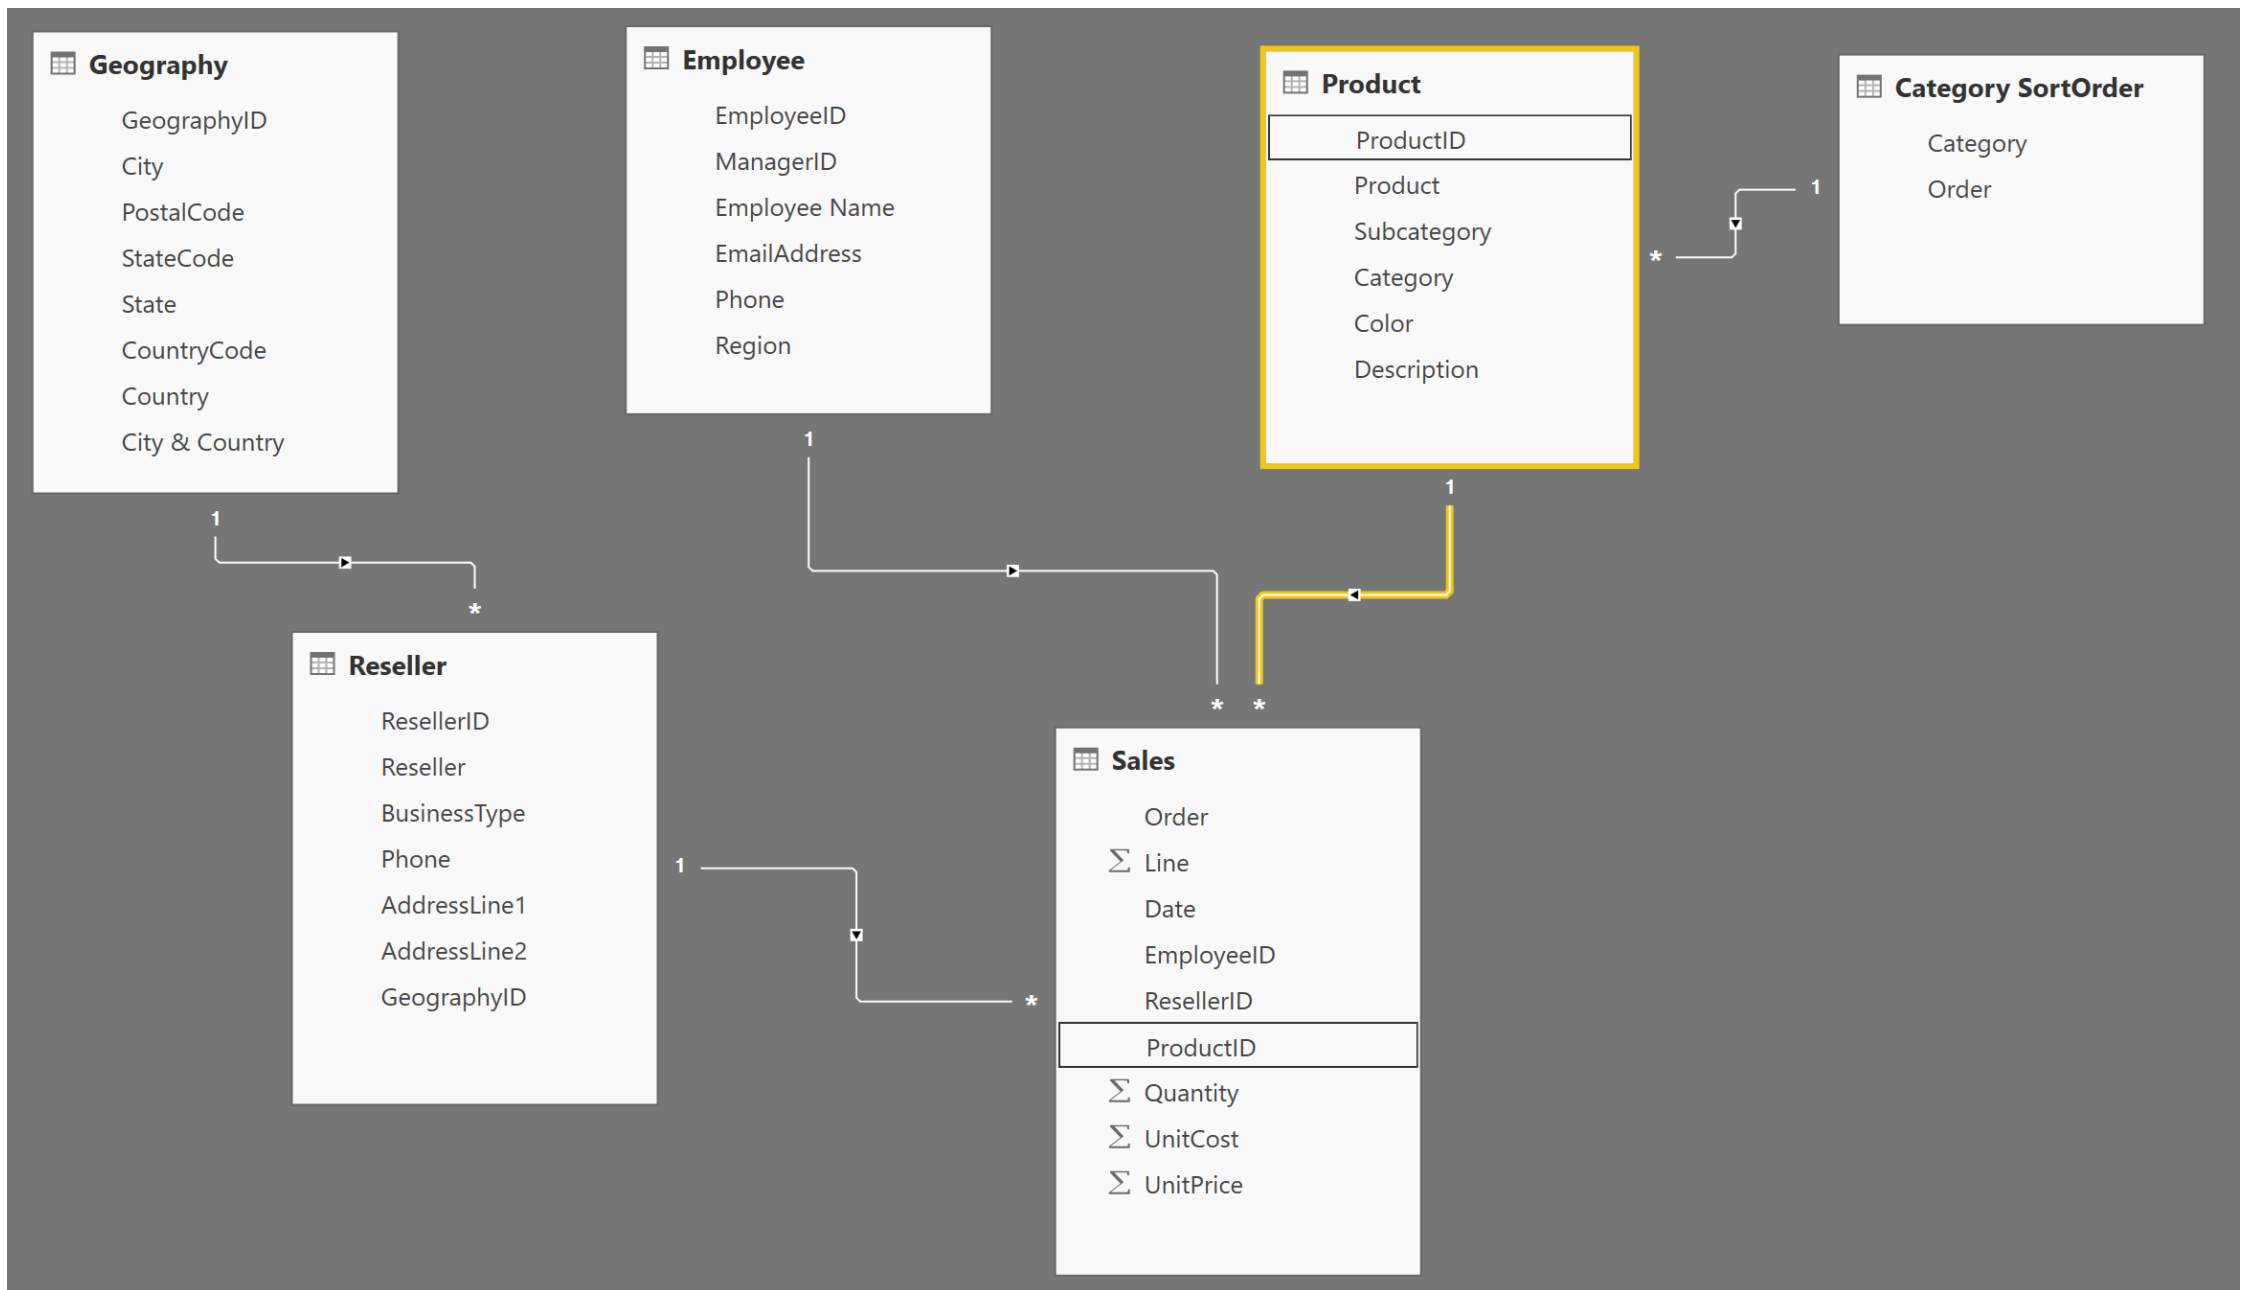 Geography
GeographyID
City
PostalCode
StateCode
State
CountryCode
Country
City & Country
1
*
Employee
EmployeeID
ManagerID
Employee Name
EmailAddress
Phone
Region
1
*
Product
ProductID
Product
Subcategory
Category
Color
Description
1
*
*
1
Category SortOrder
Category
Order
Reseller
ResellerID
Reseller
BusinessType
Phone
AddressLine1
AddressLine2
GeographyID
1
*
Sales
Order
Σ Line
Date
EmployeeID
ResellerID
ProductID
Σ Quantity
Σ UnitCost
Σ UnitPrice